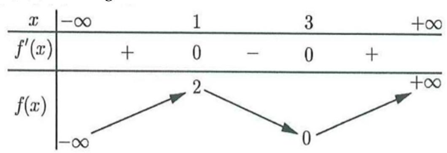 x −∞ 1 3 +∞
f'(x) + 0 − 0 +
2 +∞
f(x)
−∞ 0